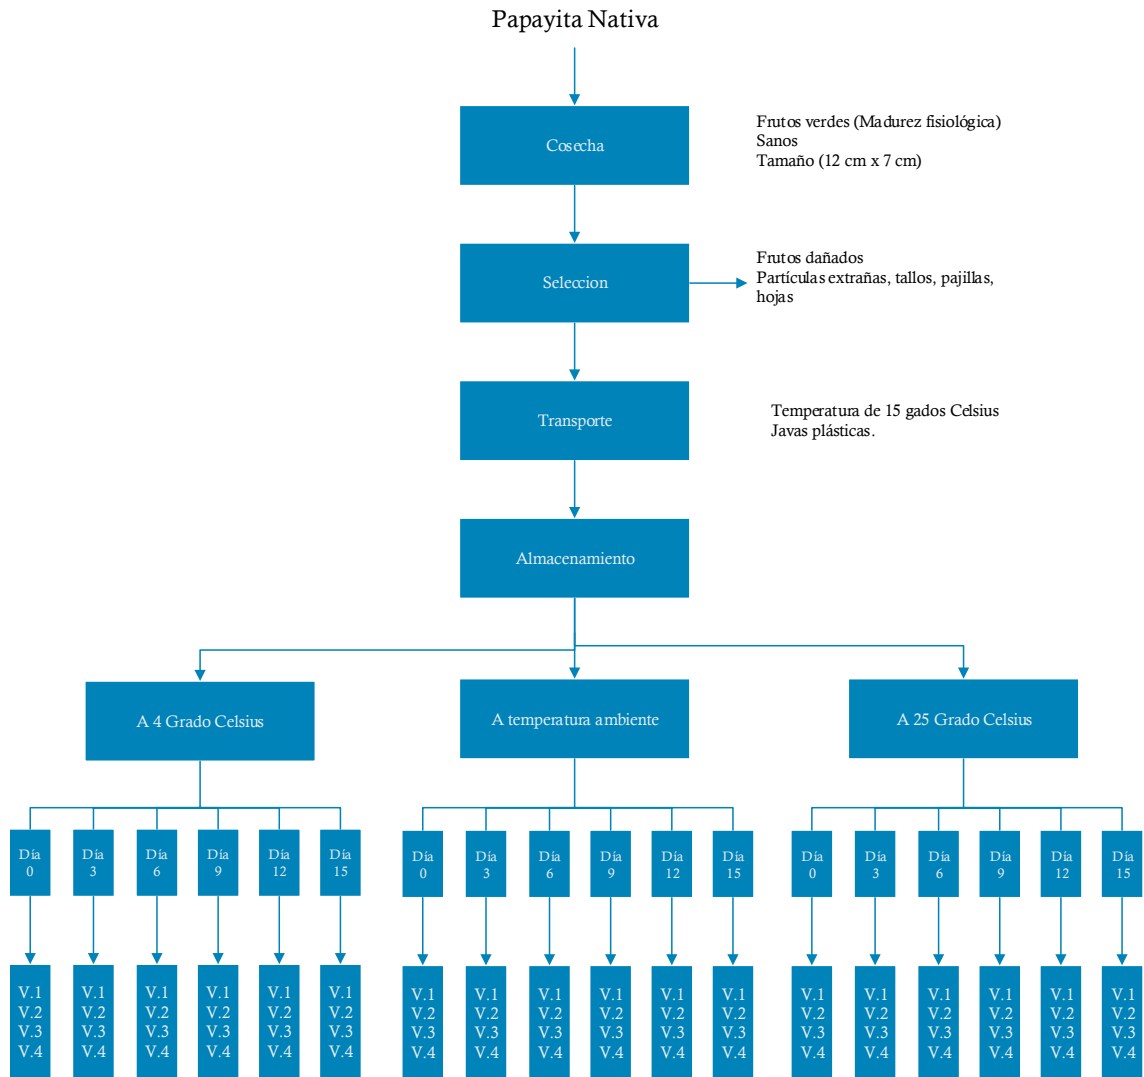 Papayita Nativa
Cosecha
Frutos verdes (Madurez fisiológica)
Sanos
Tamaño (12 cm x 7 cm)
Seleccion
Frutos dañados
Partículas extrañas, tallos, pajillas,
hojas
Transporte
Temperatura de 15 gados Celsius
Javas plásticas.
Almacenamiento
A 4 Grado Celsius
A temperatura ambiente
A 25 Grado Celsius
Día
0
Día
3
Día
6
Día
9
Día
12
Día
15
Día
0
Día
3
Día
6
Día
9
Día
12
Día
15
Día
0
Día
3
Día
6
Día
9
Día
12
Día
15
V.1
V.2
V.3
V.4
V.1
V.2
V.3
V.4
V.1
V.2
V.3
V.4
V.1
V.2
V.3
V.4
V.1
V.2
V.3
V.4
V.1
V.2
V.3
V.4
V.1
V.2
V.3
V.4
V.1
V.2
V.3
V.4
V.1
V.2
V.3
V.4
V.1
V.2
V.3
V.4
V.1
V.2
V.3
V.4
V.1
V.2
V.3
V.4
V.1
V.2
V.3
V.4
V.1
V.2
V.3
V.4
V.1
V.2
V.3
V.4
V.1
V.2
V.3
V.4
V.1
V.2
V.3
V.4
V.1
V.2
V.3
V.4